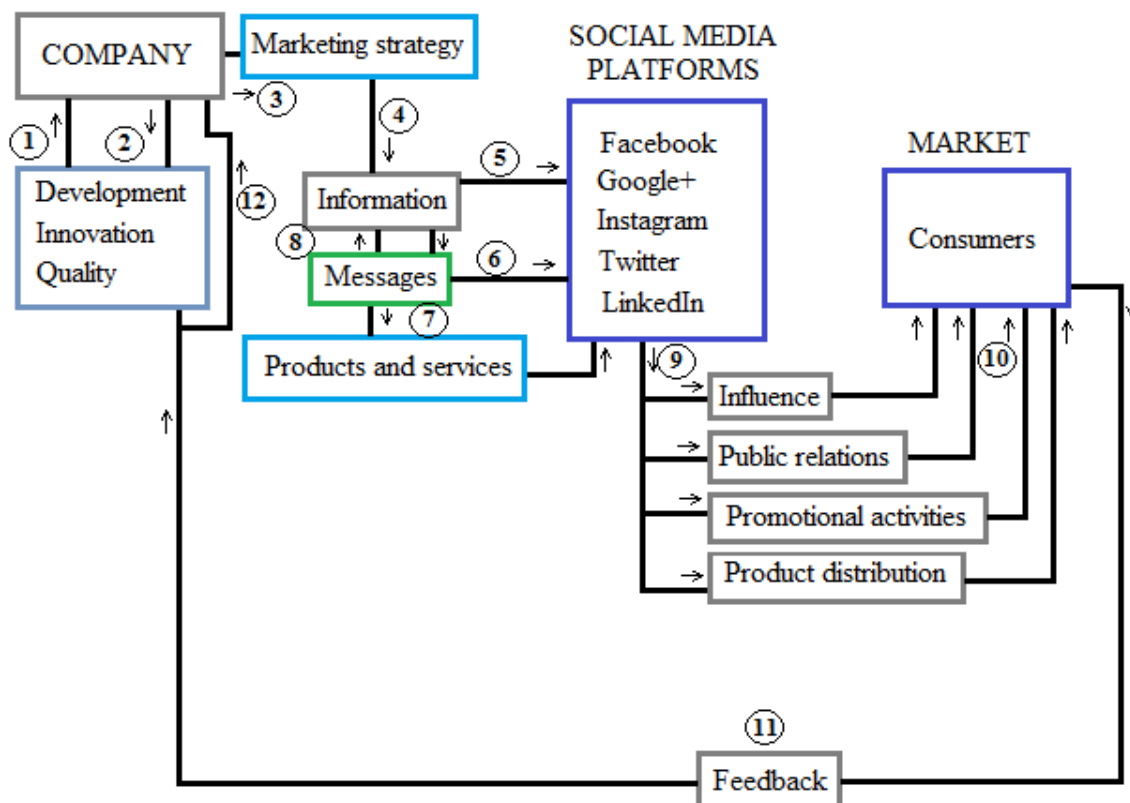 COMPANY
Marketing strategy
SOCIAL MEDIA
PLATFORMS
3
1
2
4
5
MARKET
Facebook
Google+
Instagram
Twitter
LinkedIn
Development
Innovation
Quality
12
Information
Consumers
8
6
Messages
7
Products and services
9
10
Influence
Public relations
Promotional activities
Product distribution
11
Feedback